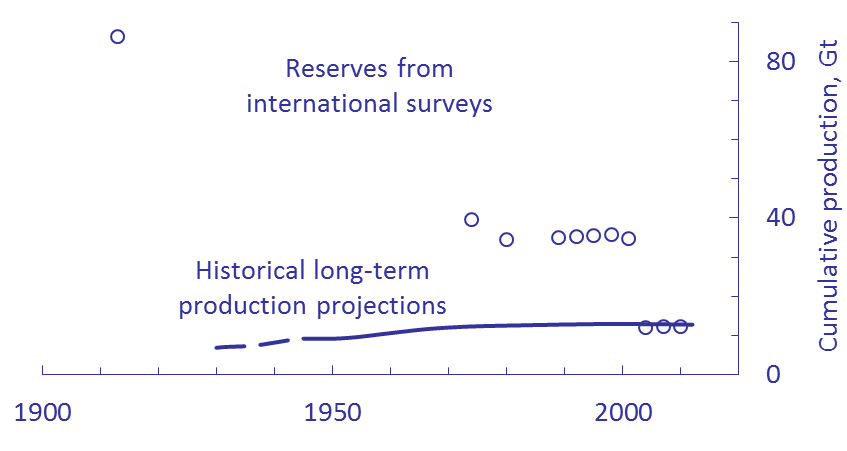 Reserves from
international surveys
Historical long-term
production projections
80
40
0
Cumulative production, Gt
1900
1950
2000